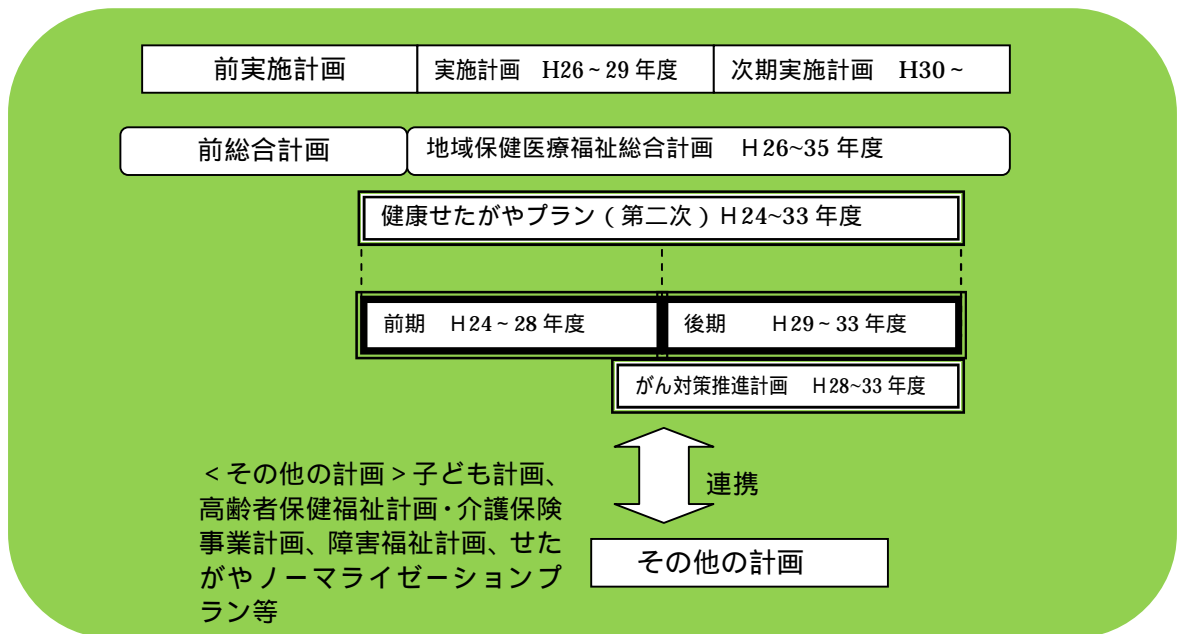 前実施計画 実施計画 H26~29年度 次期実施計画 H30~
前総合計画 地域保健医療福祉総合計画 H26~35年度
健康せたがやプラン(第二次)H24~33年度
前期 H24~28年度 後期 H29~33年度
がん対策推進計画 H28~33年度
連携
<その他の計画>子ども計画、
高齢者保健福祉計画・介護保険
事業計画、障害福祉計画、せた
がやノーマライゼーションプ
ラン等
その他の計画